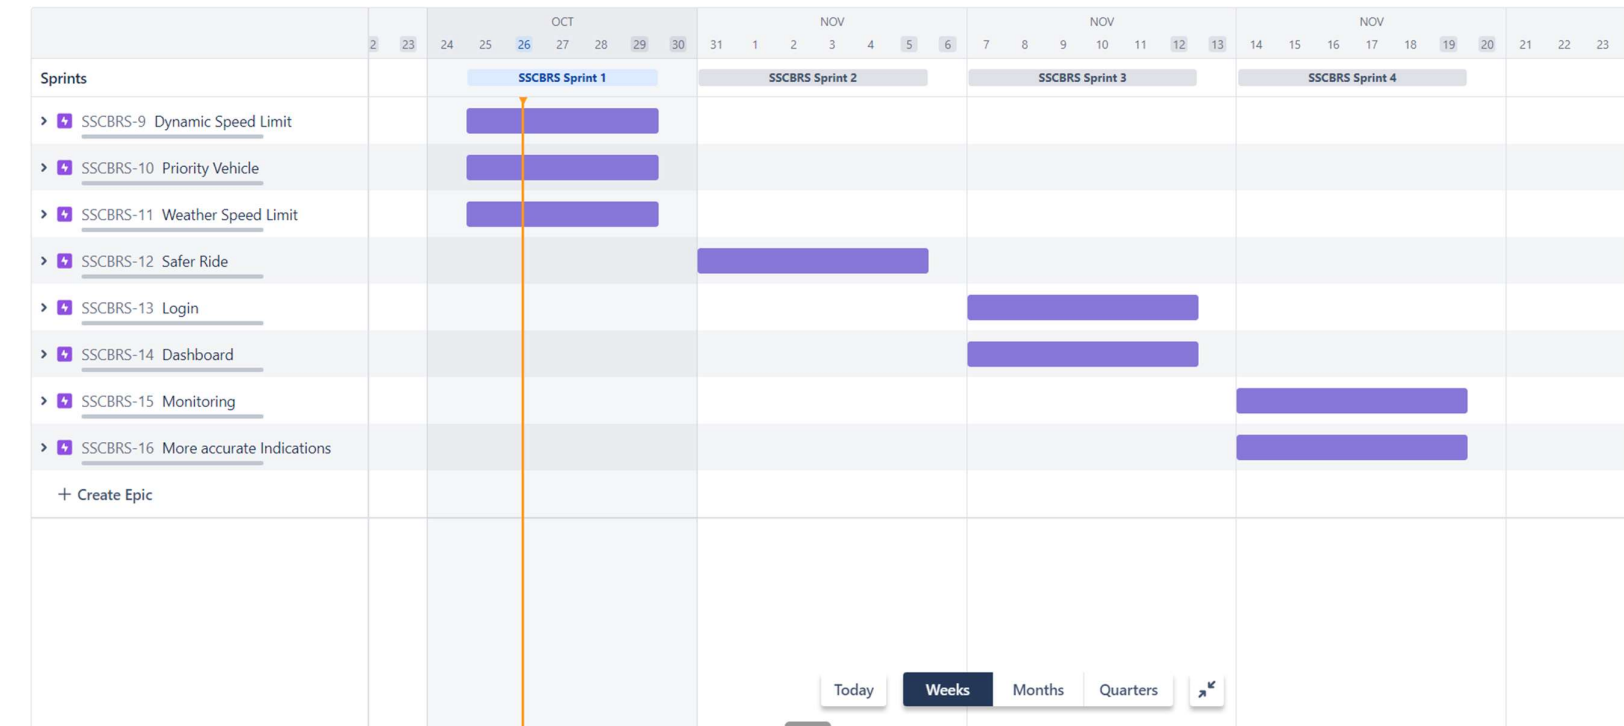 OCT NOV NOV NOV
2 23 24 25 26 27 28 29 30 31 1 2 3 4 5 6 7 8 9 10 11 12 13 14 15 16 17 18 19 20 21 22 23
Sprints SSCBRS Sprint 1 SSCBRS Sprint 2 SSCBRS Sprint 3 SSCBRS Sprint 4
SSCBRS-9 Dynamic Speed Limit
SSCBRS-10 Priority Vehicle
SSCBRS-11 Weather Speed Limit
SSCBRS-12 Safer Ride
SSCBRS-13 Login
SSCBRS-14 Dashboard
SSCBRS-15 Monitoring
SSCBRS-16 More accurate Indications
+ Create Epic
Today Weeks Months Quarters